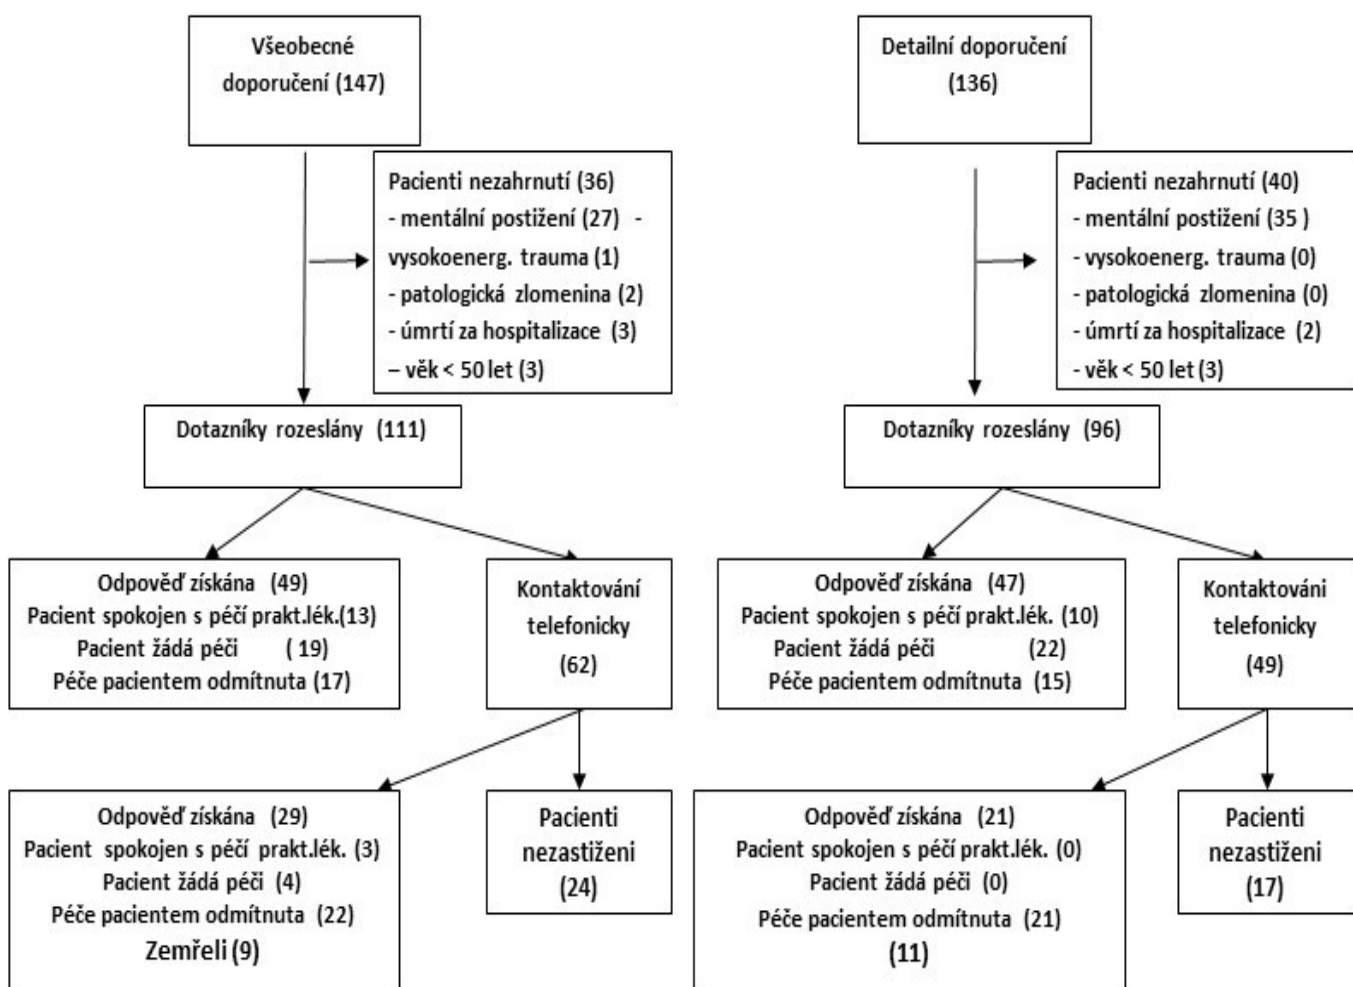 Všeobecné
doporučení (147)
Pacienti nezahrnutí (36)
- mentální postižení (27) -
vysokoenerg. trauma (1)
- patologická zlomenina (2)
- úmrtí za hospitalizace (3)
– věk < 50 let (3)
Dotazníky rozeslány (111)
Odpověď získána (49)
Pacient spokojen s péčí prakt.lék.(13)
Pacient žádá péči ( 19)
Péče pacientem odmítnuta (17)
Kontaktování
telefonicky
(62)
Odpověď získána (29)
Pacient spokojen s péčí prakt.lék. (3)
Pacient žádá péči (4)
Péče pacientem odmítnuta (22)
Zemřeli (9)
Pacienti
nezastiženi
(24)
Detailní doporučení
(136)
Pacienti nezahrnutí (40)
- mentální postižení (35 )
- vysokoenerg. trauma (0)
- patologická zlomenina (0)
- úmrtí za hospitalizace (2)
- věk < 50 let (3)
Dotazníky rozeslány (96)
Odpověď získána (47)
Pacient spokojen s péčí prakt.lék. (10)
Pacient žádá péči (22)
Péče pacientem odmítnuta (15)
Kontaktování
telefonicky
(49)
Odpověď získána (21)
Pacient spokojen s péčí prakt.lék. (0)
Pacient žádá péči (0)
Péče pacientem odmítnuta (21)
(11)
Pacienti
nezastiženi
(17)